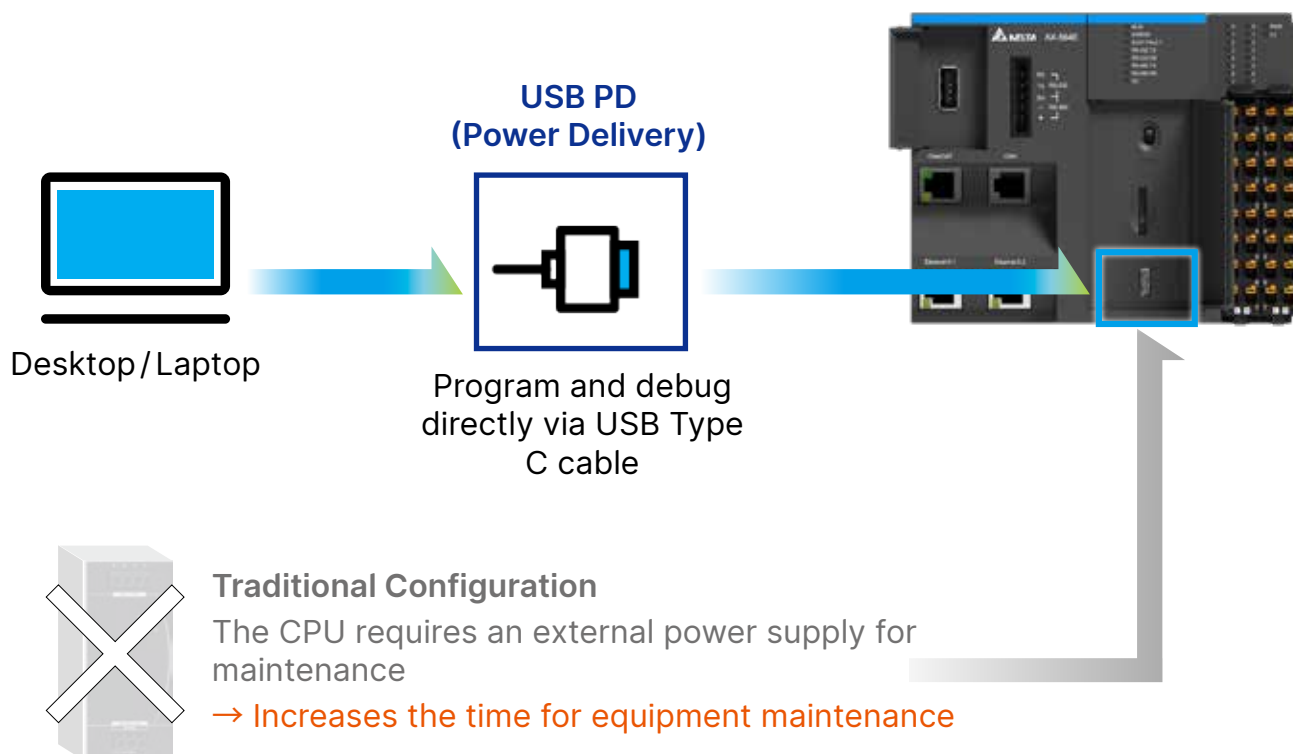 USB PD
(Power Delivery)
Desktop/Laptop
Program and debug
directly via USB Type
C cable
DELTA
Traditional Configuration
The CPU requires an external power supply for
maintenance
→ Increases the time for equipment maintenance